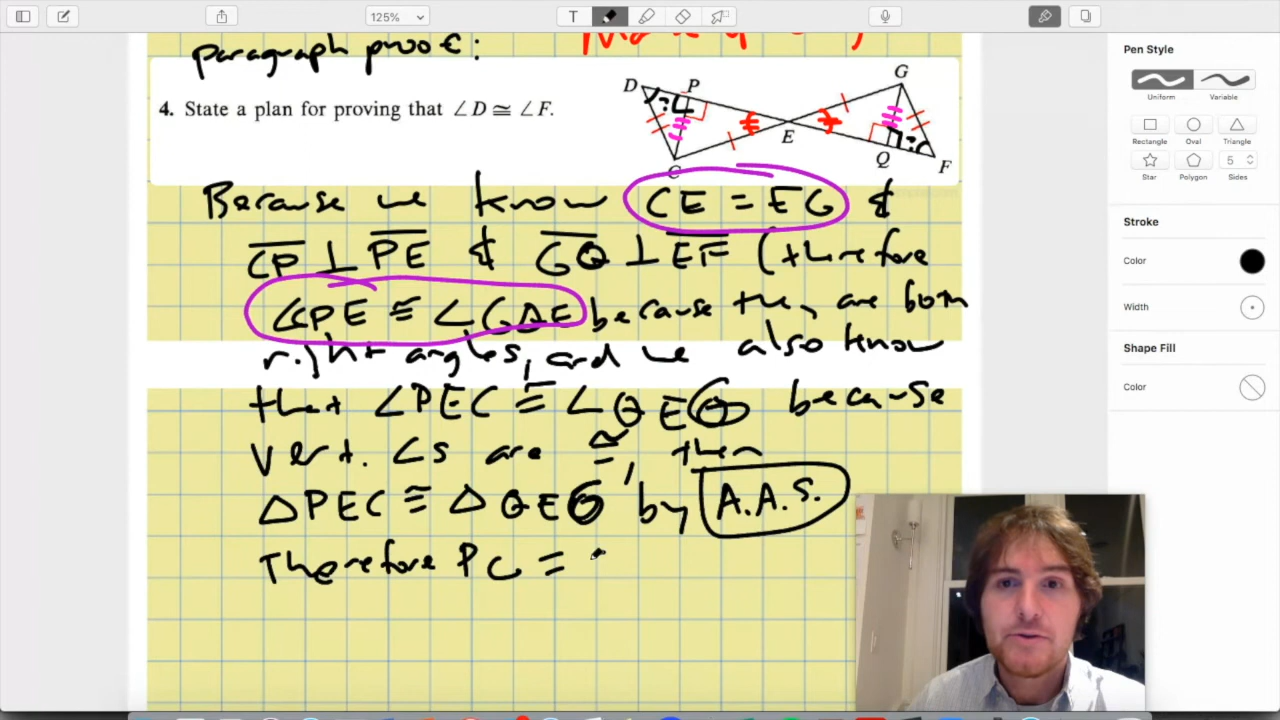 125%
T
paragraph proof:
4. State a plan for proving that ∠D ≅ ∠F.
D P G
E
C Q F
Because we know CE = EG &
CP ⊥ PE & GQ ⊥ EF (therefore
∠CPE ≅ ∠GQE because they are both
right angles, and we also know
that ∠PEC ≅ ∠QEG because
vert. ∠s are ≅, then
△PEC ≅ △QEG by A.A.S.
Therefore PC =
Pen Style
Uniform Variable
Rectangle Oval Triangle
Star Polygon 5 Sides
Stroke
Color
Width
Shape Fill
Color